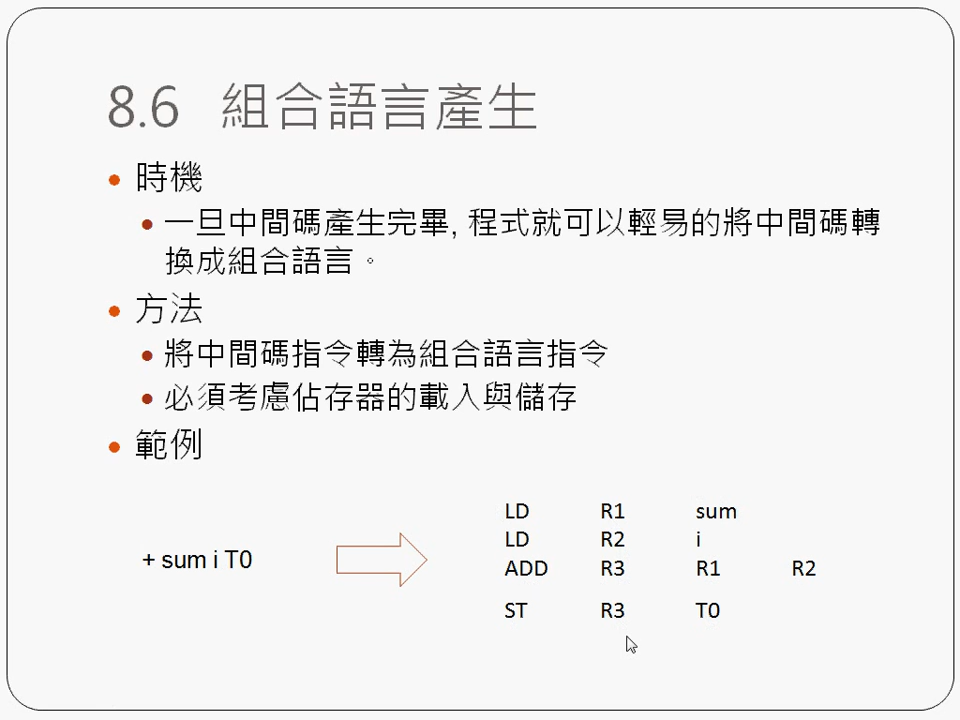 8.6 組合語言產生
時機
一旦中間碼產生完畢, 程式就可以輕易的將中間碼轉
換成組合語言。
方法
將中間碼指令轉為組合語言指令
必須考慮佔存器的載入與儲存
範例
+ sum i T0
LD R1 sum
LD R2 i
ADD R3 R1 R2
ST R3 T0